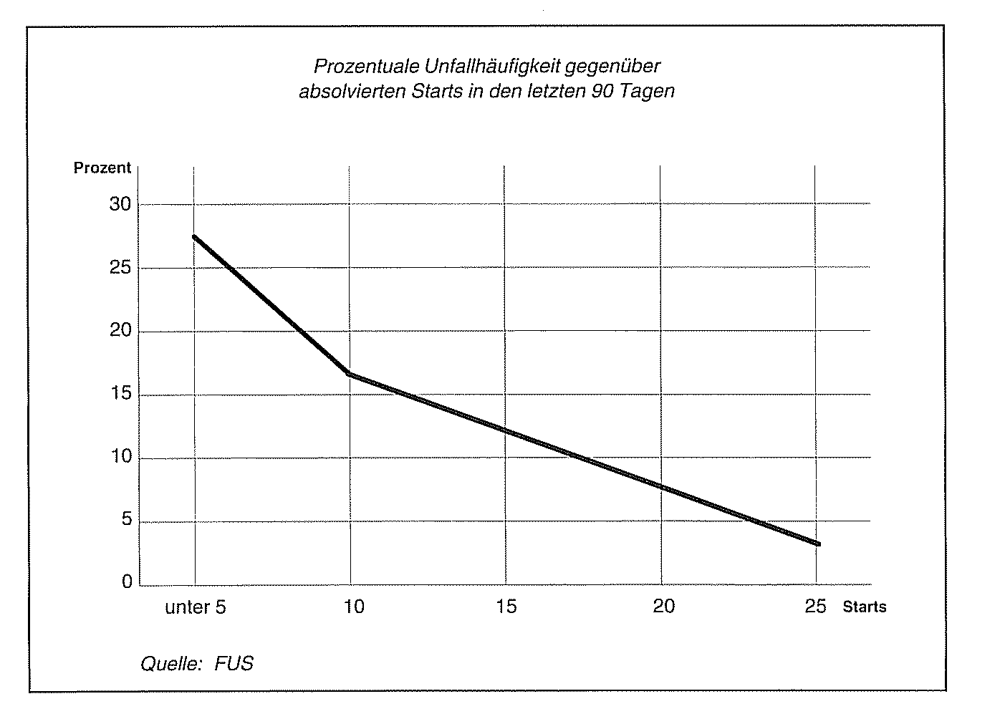 Prozentuale Unfallhäufigkeit gegenüber
absolvierten Starts in den letzten 90 Tagen
Prozent
30
25
20
15
10
5
0
unter 5 10 15 20 25 Starts
Quelle: FUS